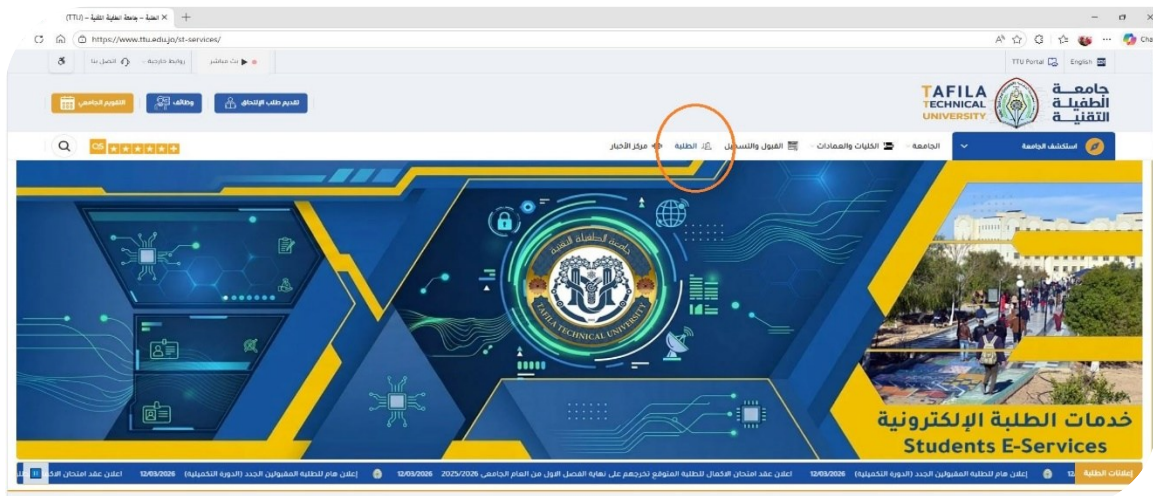 الطلبة – جامعة الطفيلة التقنية – (TTU)
https://www.ttu.edu.jo/st-services/
Cha
English
TTU Portal
بث مباشر
روابط خارجية
اتصل بنا
جامعة
الطفيلة
التقنية
TAFILA
TECHNICAL
UNIVERSITY
تقديم طلب الإلتحاق
وظائف
التقويم الجامعي
استكشف الجامعة
الجامعة
الكليات والعمادات
القبول والتسجيل
الطلبة
مركز الأخبار
QS
جامعة الطفيلة التقنية
TAFILA TECHNICAL UNIVERSITY
خدمات الطلبة الإلكترونية
Students E-Services
إعلانات الطلبة
12/
إعلان هام للطلبة المقبولين الجدد (الدورة التكميلية) 12/03/2026
اعلان عقد امتحان الاكمال للطلبة المتوقع تخرجهم على نهاية الفصل الاول من العام الجامعي 2025/2026 12/03/2026
إعلان هام للطلبة المقبولين الجدد (الدورة التكميلية) 12/03/2026
اعلان عقد امتحان